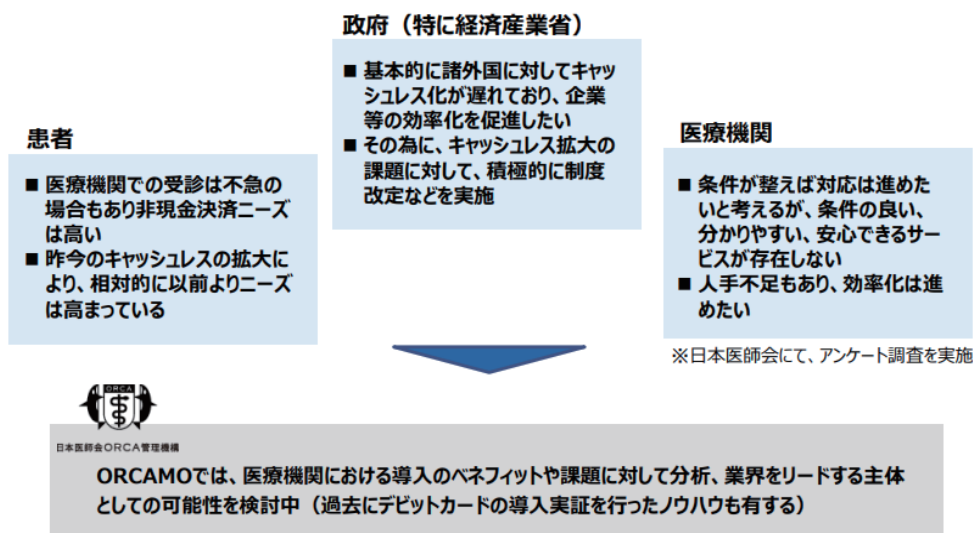 政府（特に経済産業省）
■ 基本的に諸外国に対してキャッ
シュレス化が遅れており、企業
等の効率化を促進したい
■ その為に、キャッシュレス拡大の
課題に対して、積極的に制度
改定などを実施
患者
■ 医療機関での受診は不急の
場合もあり非現金決済ニーズ
は高い
■ 昨今のキャッシュレスの拡大に
より、相対的に以前よりニーズ
は高まっている
医療機関
■ 条件が整えば対応は進めた
いと考えるが、条件の良い、
分かりやすい、安心できるサー
ビスが存在しない
■ 人手不足もあり、効率化は進
めたい
※日本医師会にて、アンケート調査を実施
ORCA
日本医師会ORCA管理機構
ORCAMOでは、医療機関における導入のベネフィットや課題に対して分析、業界をリードする主体
としての可能性を検討中（過去にデビットカードの導入実証を行ったノウハウも有する）